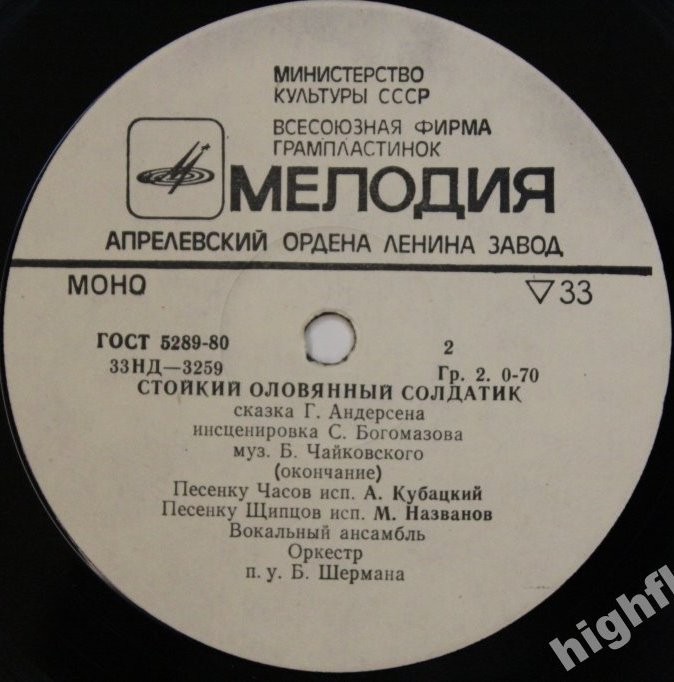 МИНИСТЕРСТВО
КУЛЬТУРЫ СССР
ВСЕСОЮЗНАЯ ФИРМА
ГРАМПЛАСТИНОК
МЕЛОДИЯ
АПРЕЛЕВСКИЙ ОРДЕНА ЛЕНИНА ЗАВОД
МОНО ▽33
ГОСТ 5289-80 2
33НД—3259 Гр. 2. 0-70
СТОЙКИЙ ОЛОВЯННЫЙ СОЛДАТИК
сказка Г. Андерсена
инсценировка С. Богомазова
муз. Б. Чайковского
(окончание)
Песенку Часов исп. А. Кубацкий
Песенку Щипцов исп. М. Названов
Вокальный ансамбль
Оркестр
п. у. Б. Шермана